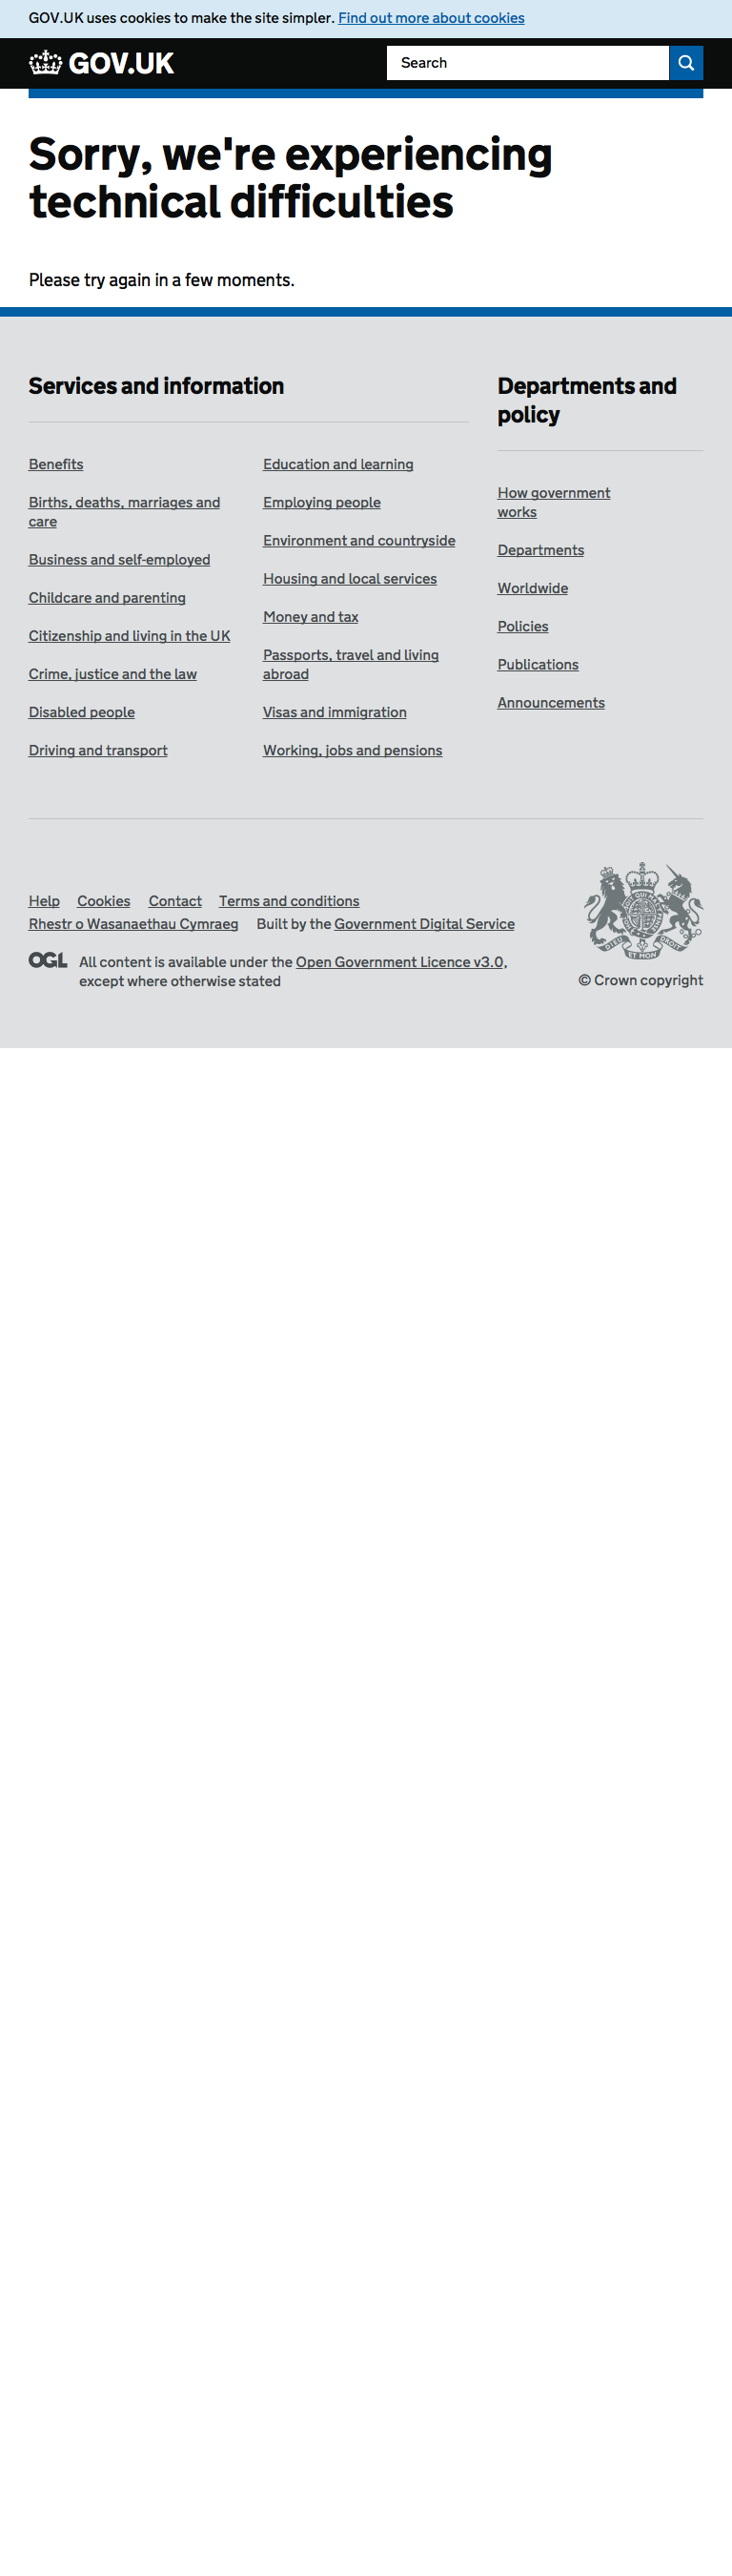 GOV.UK uses cookies to make the site simpler. Find out more about cookies
GOV.UK
Search
Sorry, we're experiencing
technical difficulties
Please try again in a few moments.
Services and information
Benefits
Births, deaths, marriages and
care
Business and self-employed
Childcare and parenting
Citizenship and living in the UK
Crime, justice and the law
Disabled people
Driving and transport
Education and learning
Employing people
Environment and countryside
Housing and local services
Money and tax
Passports, travel and living
abroad
Visas and immigration
Working, jobs and pensions
Departments and
policy
How government
works
Departments
Worldwide
Policies
Publications
Announcements
Help Cookies Contact Terms and conditions
Rhestr o Wasanaethau Cymraeg Built by the Government Digital Service
OGL
All content is available under the Open Government Licence v3.0,
except where otherwise stated
DIEU ET MON DROIT
© Crown copyright